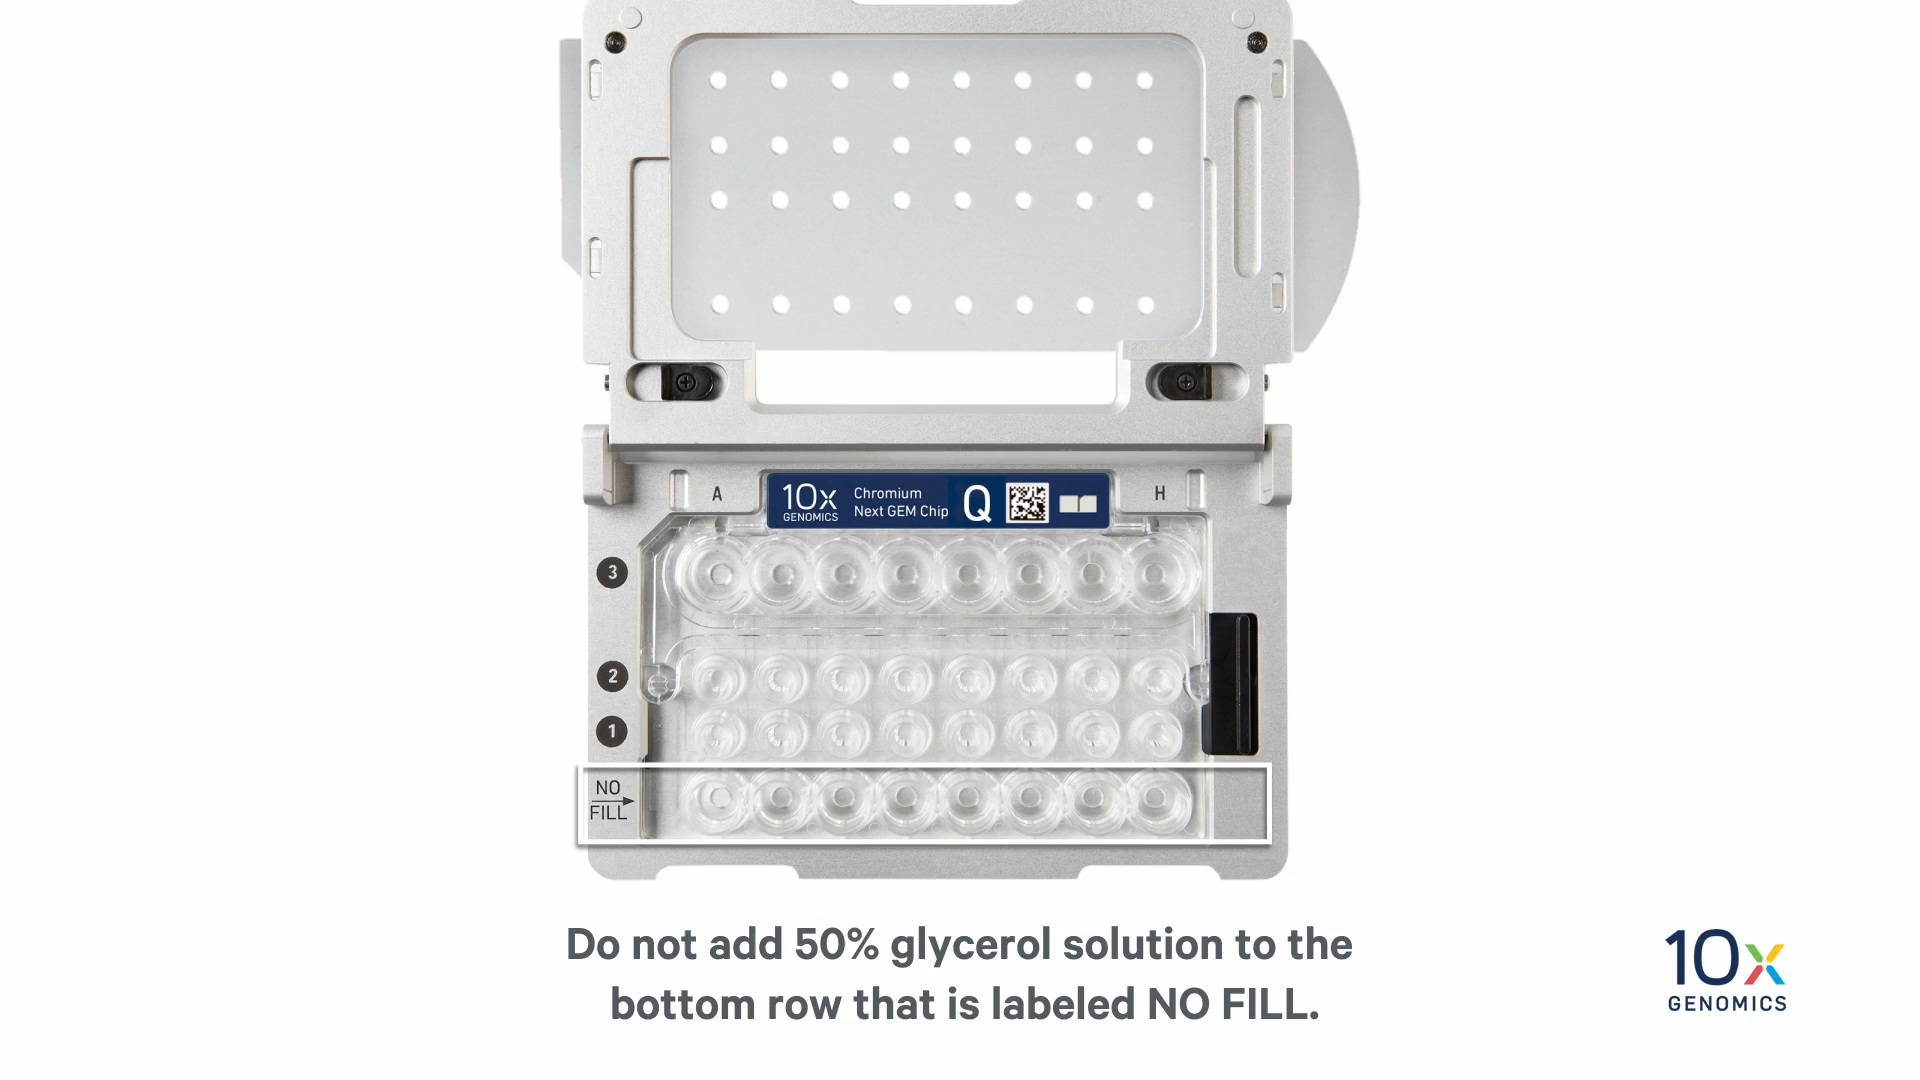 A
10x
GENOMICS
Chromium
Next GEM Chip
Q
H
3
2
1
NO
FILL
Do not add 50% glycerol solution to the
bottom row that is labeled NO FILL.
10x
GENOMICS